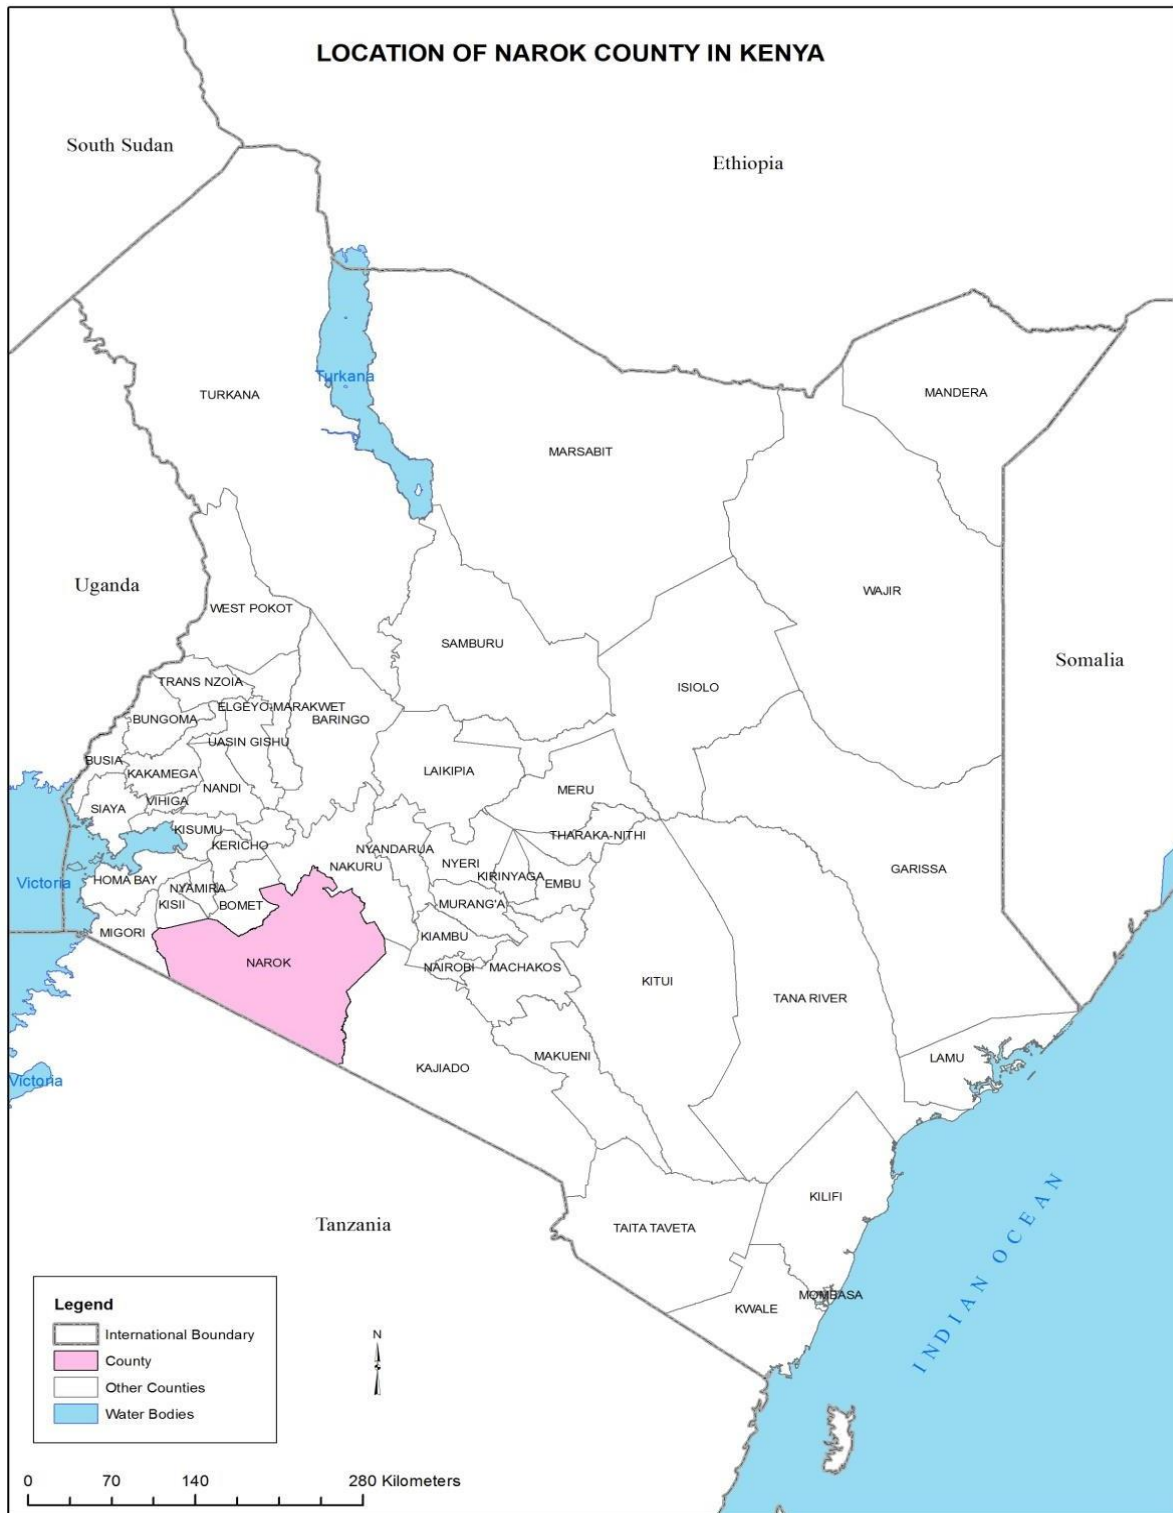 LOCATION OF NAROK COUNTY IN KENYA
South Sudan
Ethiopia
Turkana
TURKANA
MANDERA
MARSABIT
Uganda
WAJIR
WEST POKOT
SAMBURU
Somalia
TRANS NZOIA
ISIOLO
ELGEYO-MARAKWET
BUNGOMA
BARINGO
UASIN GISHU
BUSIA
KAKAMEGA
LAIKIPIA
NANDI
MERU
VIHIGA
SIAYA
KISUMU
THARAKA-NITHI
KERICHO
NYANDARUA
NYERI
NAKURU
GARISSA
KIRINYAGA
HOMA BAY
Victoria
EMBU
NYAMIRA
KISII
BOMET
MURANG'A
MIGORI
KIAMBU
NAROK
NAIROBI
MACHAKOS
KITUI
TANA RIVER
MAKUENI
LAMU
KAJIADO
Victoria
KILIFI
Tanzania
TAITA TAVETA
INDIAN OCEAN
MOMBASA
KWALE
Legend
International Boundary
County
Other Counties
Water Bodies
N
0 70 140 280 Kilometers